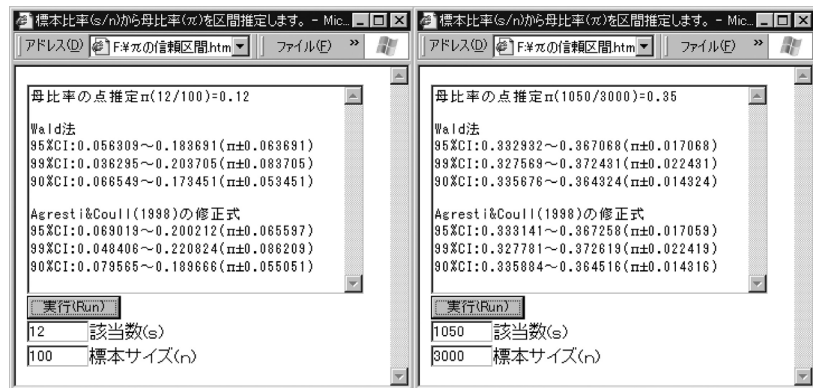 標本比率(s/n)から母比率(π)を区間推定します。 - Mic...
アドレス(D) F:¥πの信頼区間.htm ファイル(F) »
母比率の点推定π(12/100)=0.12
Wald法
95%CI:0.056309～0.183691(π±0.063691)
99%CI:0.036295～0.203705(π±0.083705)
90%CI:0.066549～0.173451(π±0.053451)
Agresti&Coull(1998)の修正式
95%CI:0.069019～0.200212(π±0.065597)
99%CI:0.048406～0.220824(π±0.086209)
90%CI:0.079565～0.189666(π±0.055051)
実行(Run)
12 該当数(s)
100 標本サイズ(n)
標本比率(s/n)から母比率(π)を区間推定します。 - Mic...
アドレス(D) F:¥πの信頼区間.htm ファイル(F) »
母比率の点推定π(1050/3000)=0.35
Wald法
95%CI:0.332932～0.367068(π±0.017068)
99%CI:0.327569～0.372431(π±0.022431)
90%CI:0.335676～0.364324(π±0.014324)
Agresti&Coull(1998)の修正式
95%CI:0.333141～0.367258(π±0.017059)
99%CI:0.327781～0.372619(π±0.022419)
90%CI:0.335884～0.364516(π±0.014316)
実行(Run)
1050 該当数(s)
3000 標本サイズ(n)